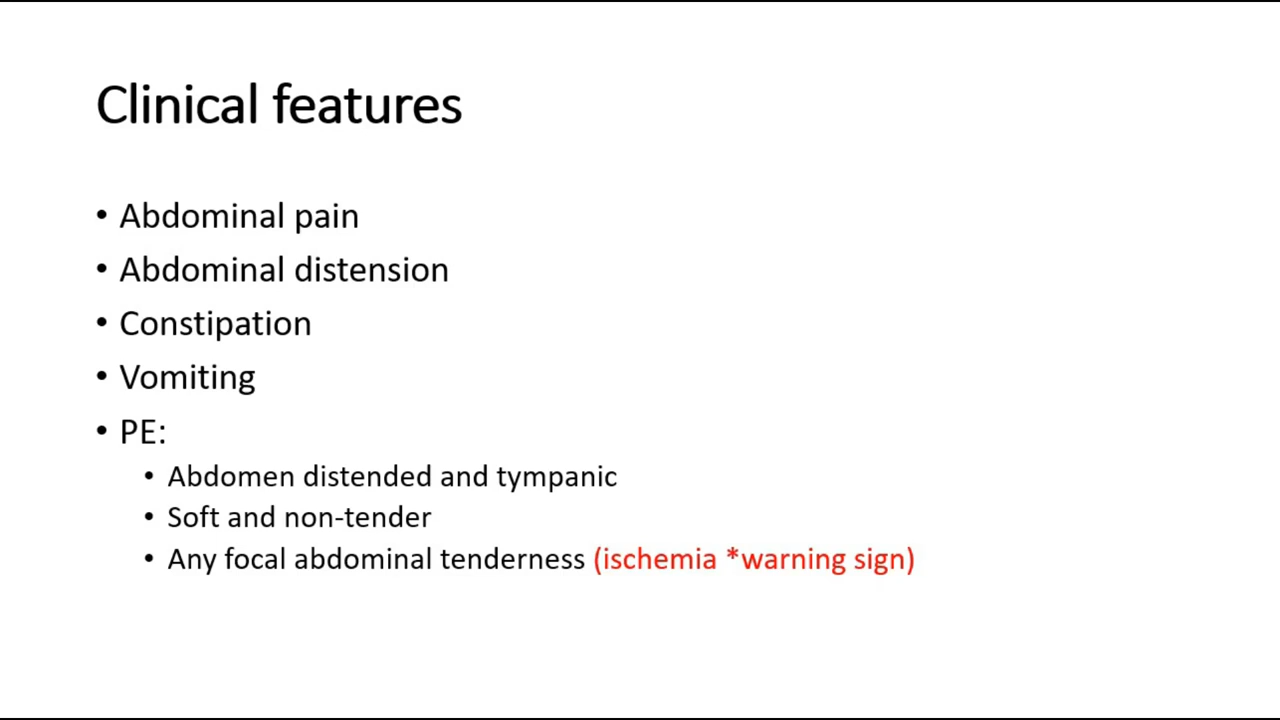 Clinical features
• Abdominal pain
• Abdominal distension
• Constipation
• Vomiting
• PE:
• Abdomen distended and tympanic
• Soft and non-tender
• Any focal abdominal tenderness (ischemia *warning sign)